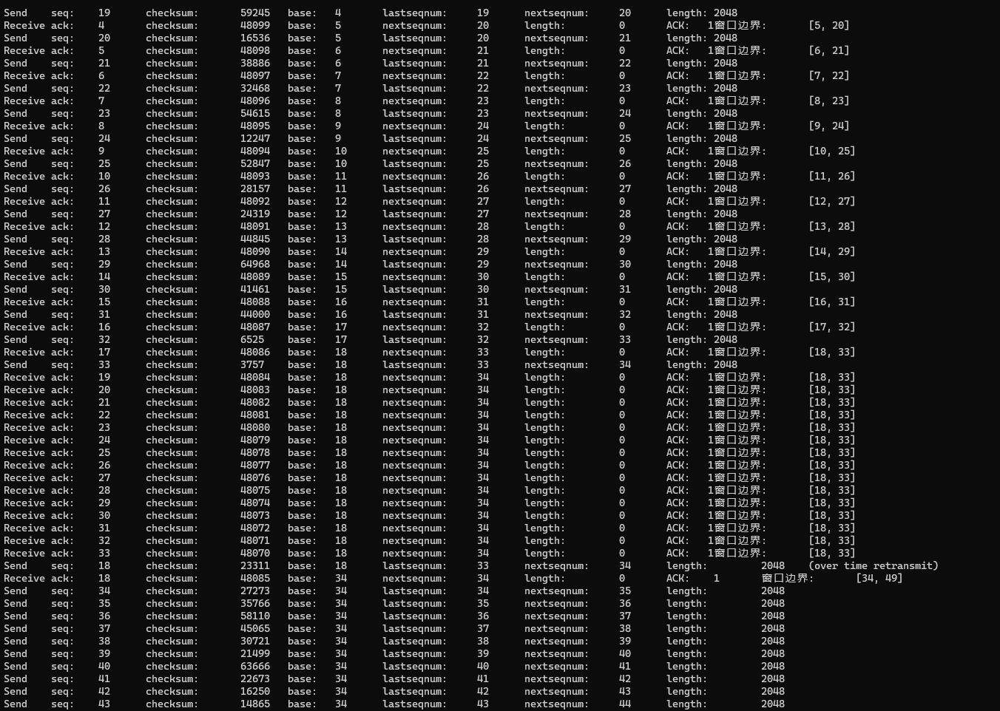 Send seq: 19 checksum: 59245 base: 4 lastseqnum: 19 nextseqnum: 20 length: 2048
Receive ack: 4 checksum: 48099 base: 5 nextseqnum: 20 length: 0 ACK: 1窗口边界: [5, 20]
Send seq: 20 checksum: 16536 base: 5 lastseqnum: 20 nextseqnum: 21 length: 2048
Receive ack: 5 checksum: 48098 base: 6 nextseqnum: 21 length: 0 ACK: 1窗口边界: [6, 21]
Send seq: 21 checksum: 38886 base: 6 lastseqnum: 21 nextseqnum: 22 length: 2048
Receive ack: 6 checksum: 48097 base: 7 nextseqnum: 22 length: 0 ACK: 1窗口边界: [7, 22]
Send seq: 22 checksum: 32468 base: 7 lastseqnum: 22 nextseqnum: 23 length: 2048
Receive ack: 7 checksum: 48096 base: 8 nextseqnum: 23 length: 0 ACK: 1窗口边界: [8, 23]
Send seq: 23 checksum: 54615 base: 8 lastseqnum: 23 nextseqnum: 24 length: 2048
Receive ack: 8 checksum: 48095 base: 9 nextseqnum: 24 length: 0 ACK: 1窗口边界: [9, 24]
Send seq: 24 checksum: 12247 base: 9 lastseqnum: 24 nextseqnum: 25 length: 2048
Receive ack: 9 checksum: 48094 base: 10 nextseqnum: 25 length: 0 ACK: 1窗口边界: [10, 25]
Send seq: 25 checksum: 52847 base: 10 lastseqnum: 25 nextseqnum: 26 length: 2048
Receive ack: 10 checksum: 48093 base: 11 nextseqnum: 26 length: 0 ACK: 1窗口边界: [11, 26]
Send seq: 26 checksum: 28157 base: 11 lastseqnum: 26 nextseqnum: 27 length: 2048
Receive ack: 11 checksum: 48092 base: 12 nextseqnum: 27 length: 0 ACK: 1窗口边界: [12, 27]
Send seq: 27 checksum: 24319 base: 12 lastseqnum: 27 nextseqnum: 28 length: 2048
Receive ack: 12 checksum: 48091 base: 13 nextseqnum: 28 length: 0 ACK: 1窗口边界: [13, 28]
Send seq: 28 checksum: 44845 base: 13 lastseqnum: 28 nextseqnum: 29 length: 2048
Receive ack: 13 checksum: 48090 base: 14 nextseqnum: 29 length: 0 ACK: 1窗口边界: [14, 29]
Send seq: 29 checksum: 64968 base: 14 lastseqnum: 29 nextseqnum: 30 length: 2048
Receive ack: 14 checksum: 48089 base: 15 nextseqnum: 30 length: 0 ACK: 1窗口边界: [15, 30]
Send seq: 30 checksum: 41461 base: 15 lastseqnum: 30 nextseqnum: 31 length: 2048
Receive ack: 15 checksum: 48088 base: 16 nextseqnum: 31 length: 0 ACK: 1窗口边界: [16, 31]
Send seq: 31 checksum: 44000 base: 16 lastseqnum: 31 nextseqnum: 32 length: 2048
Receive ack: 16 checksum: 48087 base: 17 nextseqnum: 32 length: 0 ACK: 1窗口边界: [17, 32]
Send seq: 32 checksum: 6525 base: 17 lastseqnum: 32 nextseqnum: 33 length: 2048
Receive ack: 17 checksum: 48086 base: 18 nextseqnum: 33 length: 0 ACK: 1窗口边界: [18, 33]
Send seq: 33 checksum: 3757 base: 18 lastseqnum: 33 nextseqnum: 34 length: 2048
Receive ack: 19 checksum: 48084 base: 18 nextseqnum: 34 length: 0 ACK: 1窗口边界: [18, 33]
Receive ack: 20 checksum: 48083 base: 18 nextseqnum: 34 length: 0 ACK: 1窗口边界: [18, 33]
Receive ack: 21 checksum: 48082 base: 18 nextseqnum: 34 length: 0 ACK: 1窗口边界: [18, 33]
Receive ack: 22 checksum: 48081 base: 18 nextseqnum: 34 length: 0 ACK: 1窗口边界: [18, 33]
Receive ack: 23 checksum: 48080 base: 18 nextseqnum: 34 length: 0 ACK: 1窗口边界: [18, 33]
Receive ack: 24 checksum: 48079 base: 18 nextseqnum: 34 length: 0 ACK: 1窗口边界: [18, 33]
Receive ack: 25 checksum: 48078 base: 18 nextseqnum: 34 length: 0 ACK: 1窗口边界: [18, 33]
Receive ack: 26 checksum: 48077 base: 18 nextseqnum: 34 length: 0 ACK: 1窗口边界: [18, 33]
Receive ack: 27 checksum: 48076 base: 18 nextseqnum: 34 length: 0 ACK: 1窗口边界: [18, 33]
Receive ack: 28 checksum: 48075 base: 18 nextseqnum: 34 length: 0 ACK: 1窗口边界: [18, 33]
Receive ack: 29 checksum: 48074 base: 18 nextseqnum: 34 length: 0 ACK: 1窗口边界: [18, 33]
Receive ack: 30 checksum: 48073 base: 18 nextseqnum: 34 length: 0 ACK: 1窗口边界: [18, 33]
Receive ack: 31 checksum: 48072 base: 18 nextseqnum: 34 length: 0 ACK: 1窗口边界: [18, 33]
Receive ack: 32 checksum: 48071 base: 18 nextseqnum: 34 length: 0 ACK: 1窗口边界: [18, 33]
Receive ack: 33 checksum: 48070 base: 18 nextseqnum: 34 length: 0 ACK: 1窗口边界: [18, 33]
Send seq: 18 checksum: 23311 base: 18 lastseqnum: 33 nextseqnum: 34 length: 2048 (over time retransmit)
Receive ack: 18 checksum: 48085 base: 34 nextseqnum: 34 length: 0 ACK: 1 窗口边界: [34, 49]
Send seq: 34 checksum: 27273 base: 34 lastseqnum: 34 nextseqnum: 35 length: 2048
Send seq: 35 checksum: 35766 base: 34 lastseqnum: 35 nextseqnum: 36 length: 2048
Send seq: 36 checksum: 58110 base: 34 lastseqnum: 36 nextseqnum: 37 length: 2048
Send seq: 37 checksum: 45065 base: 34 lastseqnum: 37 nextseqnum: 38 length: 2048
Send seq: 38 checksum: 30721 base: 34 lastseqnum: 38 nextseqnum: 39 length: 2048
Send seq: 39 checksum: 21499 base: 34 lastseqnum: 39 nextseqnum: 40 length: 2048
Send seq: 40 checksum: 63666 base: 34 lastseqnum: 40 nextseqnum: 41 length: 2048
Send seq: 41 checksum: 22673 base: 34 lastseqnum: 41 nextseqnum: 42 length: 2048
Send seq: 42 checksum: 16250 base: 34 lastseqnum: 42 nextseqnum: 43 length: 2048
Send seq: 43 checksum: 14865 base: 34 lastseqnum: 43 nextseqnum: 44 length: 2048